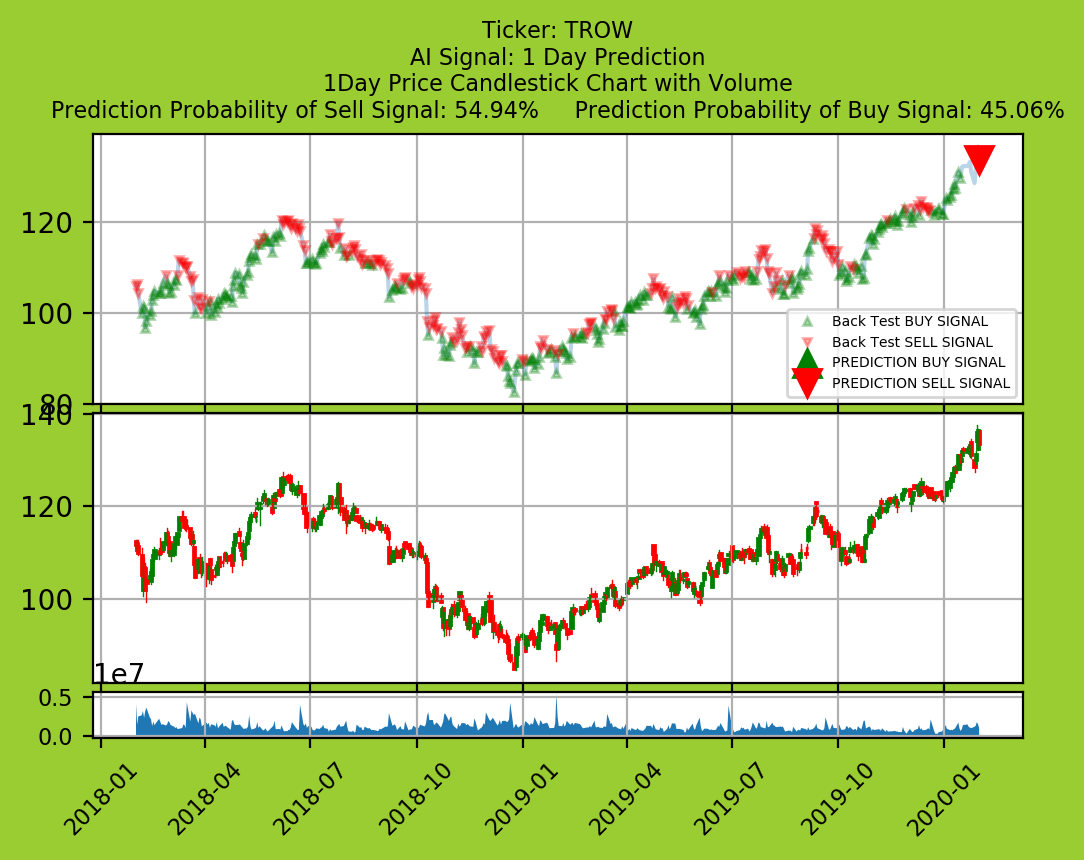 Ticker: TROW
AI Signal: 1 Day Prediction
1Day Price Candlestick Chart with Volume
Prediction Probability of Sell Signal: 54.94%     Prediction Probability of Buy Signal: 45.06%
120
100
80
Back Test BUY SIGNAL
Back Test SELL SIGNAL
PREDICTION BUY SIGNAL
PREDICTION SELL SIGNAL
140
120
100
1e7
0.5
0.0
2018-01
2018-04
2018-07
2018-10
2019-01
2019-04
2019-07
2019-10
2020-01